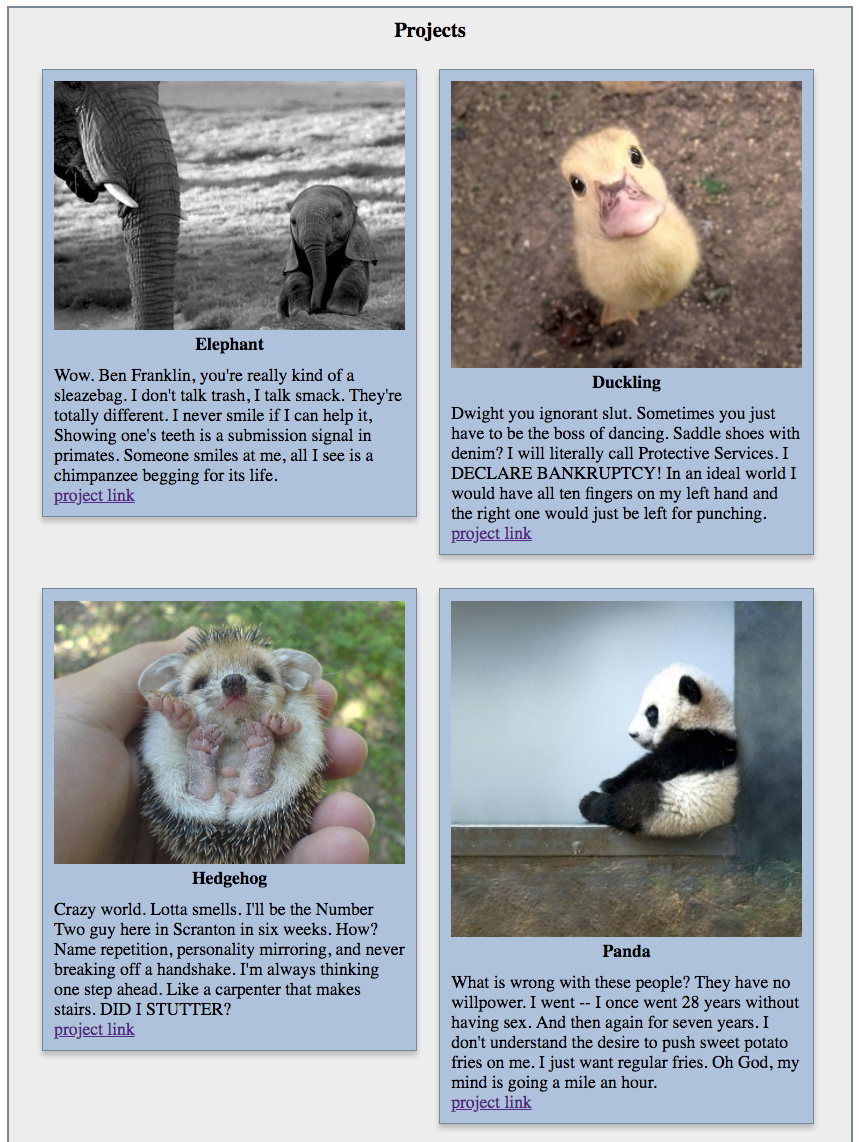 Projects
Elephant
Wow. Ben Franklin, you're really kind of a
sleazebag. I don't talk trash, I talk smack. They're
totally different. I never smile if I can help it,
Showing one's teeth is a submission signal in
primates. Someone smiles at me, all I see is a
chimpanzee begging for its life.
project link
Duckling
Dwight you ignorant slut. Sometimes you just
have to be the boss of dancing. Saddle shoes with
denim? I will literally call Protective Services. I
DECLARE BANKRUPTCY! In an ideal world I
would have all ten fingers on my left hand and
the right one would just be left for punching.
project link
Hedgehog
Crazy world. Lotta smells. I'll be the Number
Two guy here in Scranton in six weeks. How?
Name repetition, personality mirroring, and never
breaking off a handshake. I'm always thinking
one step ahead. Like a carpenter that makes
stairs. DID I STUTTER?
project link
Panda
What is wrong with these people? They have no
willpower. I went -- I once went 28 years without
having sex. And then again for seven years. I
don't understand the desire to push sweet potato
fries on me. I just want regular fries. Oh God, my
mind is going a mile an hour.
project link